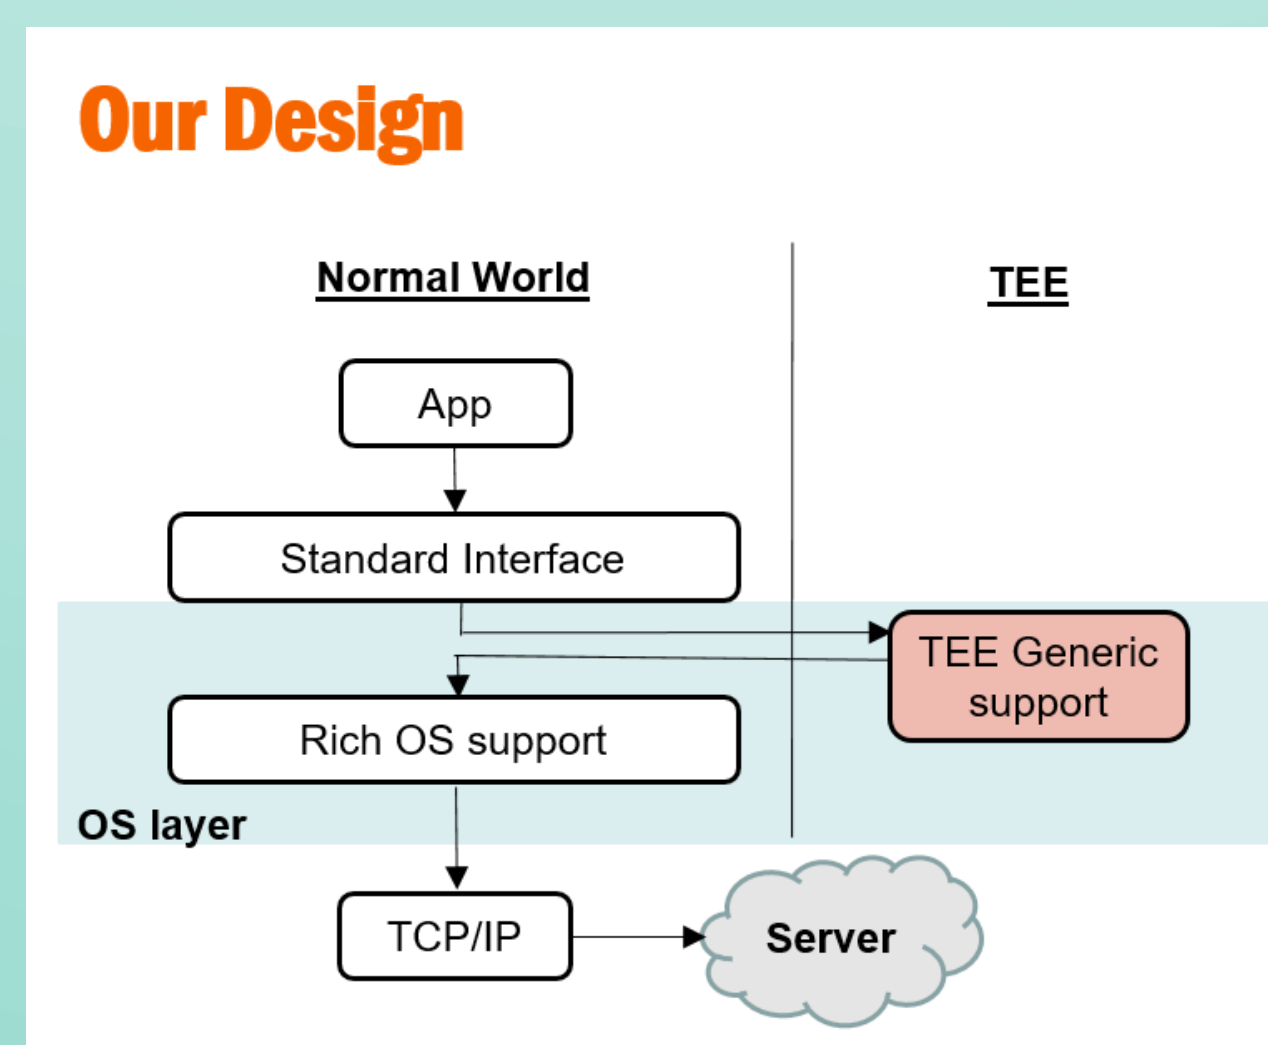 Our Design
Normal World
TEE
App
Standard Interface
TEE Generic
support
Rich OS support
OS layer
TCP/IP
Server